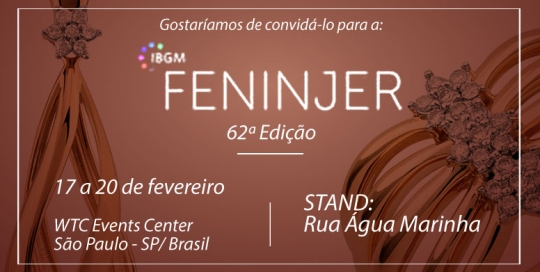 Gostaríamos de convidá-lo para a:
IBGM
FENINJER
62ª Edição
17 a 20 de fevereiro
WTC Events Center
São Paulo - SP/ Brasil
STAND:
Rua Água Marinha